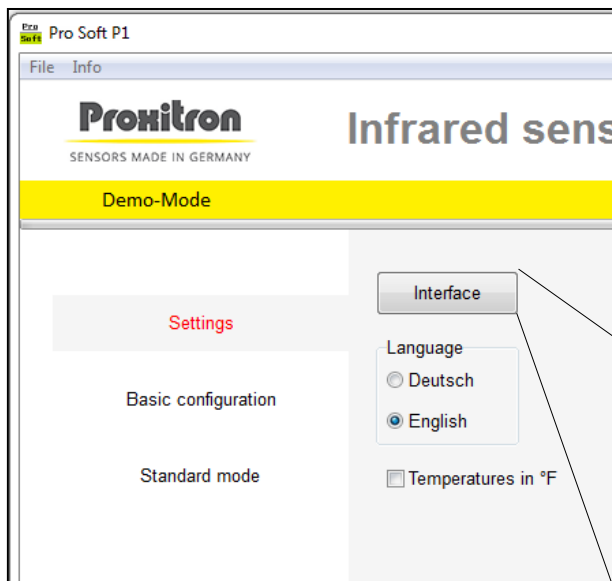 Pro
Soft
Pro Soft P1
File Info
Proxitron
SENSORS MADE IN GERMANY
Infrared sens
Demo-Mode
Interface
Settings
Language
Deutsch
Basic configuration
English
Standard mode
Temperatures in °F